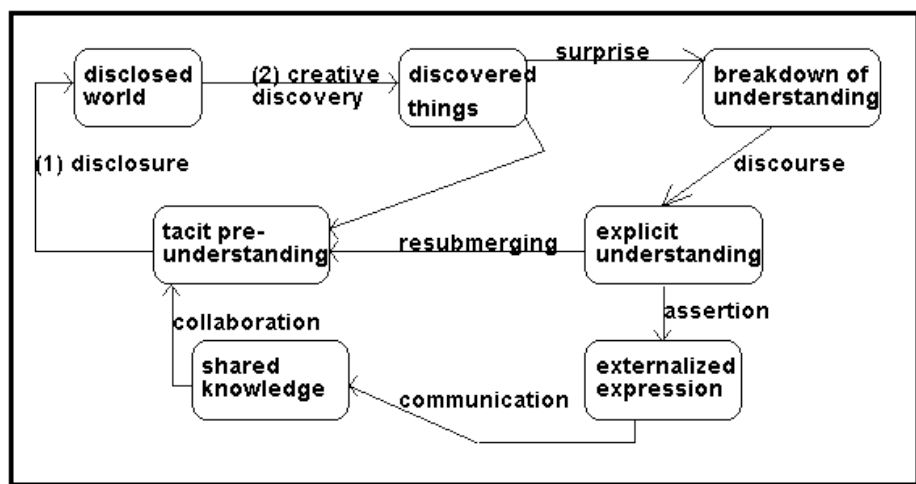 disclosed
world
(2) creative
discovery
discovered
things
surprise
breakdown of
understanding
(1) disclosure
discourse
tacit pre-
understanding
resubmerging
explicit
understanding
collaboration
assertion
shared
knowledge
communication
externalized
expression